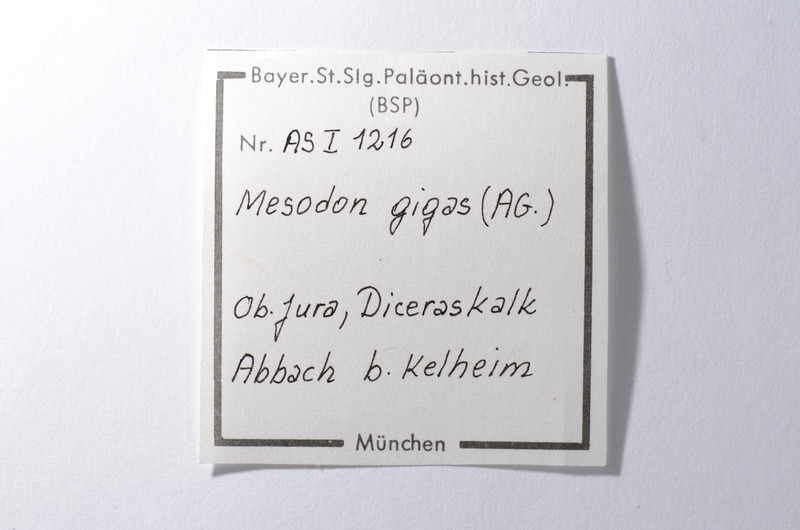 Bayer.St.Slg.Paläont.hist.Geol.
(BSP)
Nr. AS I 1216
Mesodon gigas (AG.)
Ob. Jura, Diceraskalk
Abbach b. Kelheim
München